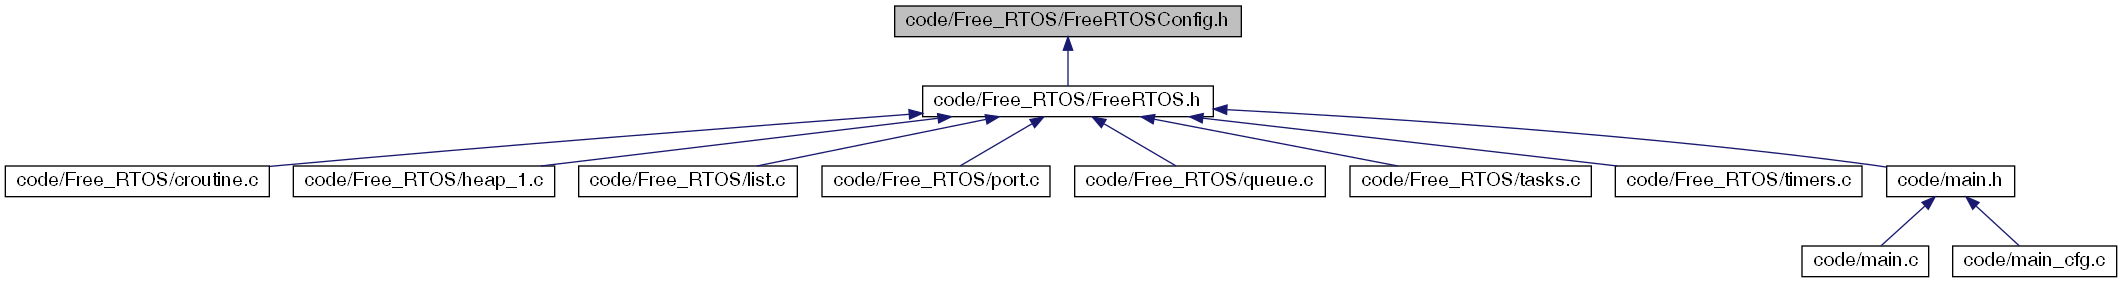 code/Free_RTOS/FreeRTOSConfig.h
code/Free_RTOS/FreeRTOS.h
code/Free_RTOS/croutine.c
code/Free_RTOS/heap_1.c
code/Free_RTOS/list.c
code/Free_RTOS/port.c
code/Free_RTOS/queue.c
code/Free_RTOS/tasks.c
code/Free_RTOS/timers.c
code/main.h
code/main.c
code/main_cfg.c